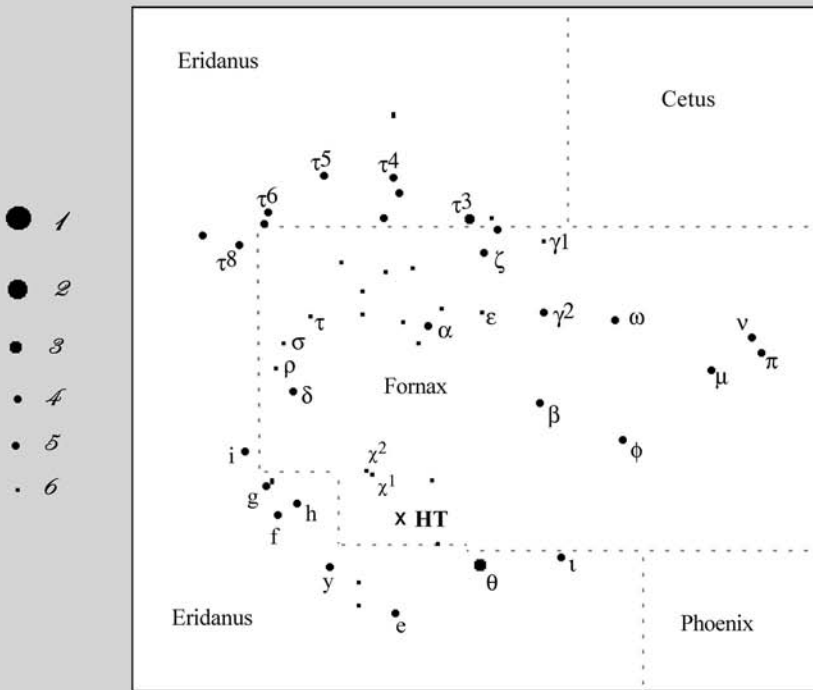 Eridanus
Cetus
τ5
τ4
τ6
τ3
1
τ8
ζ
γ1
2
τ
ε
γ2
ω
ν
α
3
σ
π
ρ
Fornax
μ
δ
4
β
φ
5
i
χ2
6
g
χ1
h
x HT
f
y
θ
ι
Eridanus
e
Phoenix